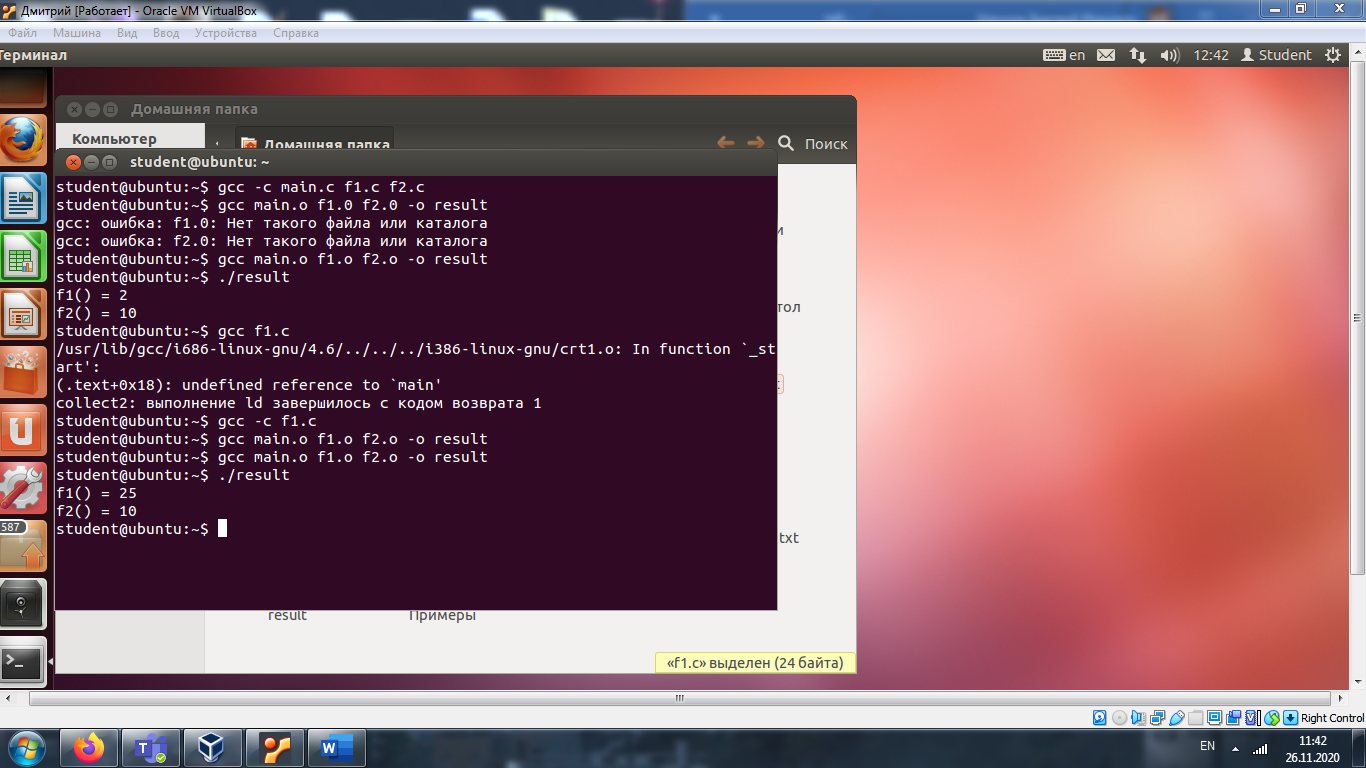 Дмитрий [Работает] - Oracle VM VirtualBox
Файл Машина Вид Ввод Устройства Справка
Терминал en 12:42 Student
Домашняя папка
Компьютер Домашняя папка Поиск
student@ubuntu: ~
student@ubuntu:~$ gcc -c main.c f1.c f2.c
student@ubuntu:~$ gcc main.o f1.0 f2.0 -o result
gcc: ошибка: f1.0: Нет такого файла или каталога
gcc: ошибка: f2.0: Нет такого файла или каталога
student@ubuntu:~$ gcc main.o f1.o f2.o -o result
student@ubuntu:~$ ./result
f1() = 2
f2() = 10
student@ubuntu:~$ gcc f1.c
/usr/lib/gcc/i686-linux-gnu/4.6/../../../i386-linux-gnu/crt1.o: In function `_st
art':
(.text+0x18): undefined reference to `main'
collect2: выполнение ld завершилось с кодом возврата 1
student@ubuntu:~$ gcc -c f1.c
student@ubuntu:~$ gcc main.o f1.o f2.o -o result
student@ubuntu:~$ gcc main.o f1.o f2.o -o result
student@ubuntu:~$ ./result
f1() = 25
f2() = 10
student@ubuntu:~$
и
тол
txt
587
result Примеры
«f1.c» выделен (24 байта)
Right Control
EN 11:42
26.11.2020